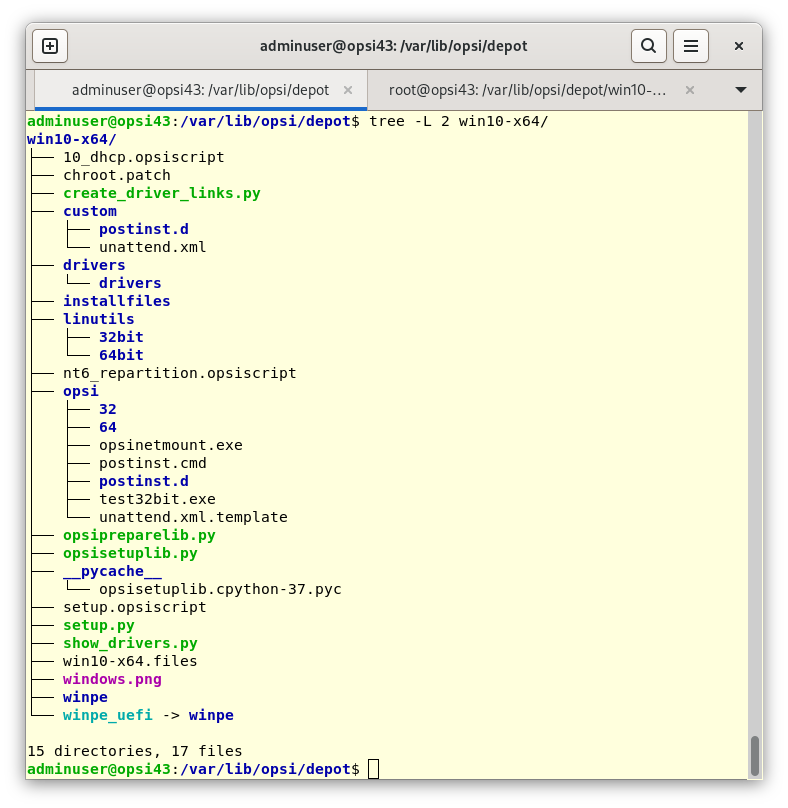 adminuser@opsi43: /var/lib/opsi/depot
adminuser@opsi43: /var/lib/opsi/depot × root@opsi43: /var/lib/opsi/depot/win10-… ×
adminuser@opsi43:/var/lib/opsi/depot$ tree -L 2 win10-x64/
win10-x64/
├── 10_dhcp.opsiscript
├── chroot.patch
├── create_driver_links.py
├── custom
│   ├── postinst.d
│   └── unattend.xml
├── drivers
│   └── drivers
├── installfiles
├── linutils
│   ├── 32bit
│   └── 64bit
├── nt6_repartition.opsiscript
├── opsi
│   ├── 32
│   ├── 64
│   ├── opsinetmount.exe
│   ├── postinst.cmd
│   ├── postinst.d
│   ├── test32bit.exe
│   └── unattend.xml.template
├── opsipreparelib.py
├── opsisetuplib.py
├── __pycache__
│   └── opsisetuplib.cpython-37.pyc
├── setup.opsiscript
├── setup.py
├── show_drivers.py
├── win10-x64.files
├── windows.png
├── winpe
└── winpe_uefi -> winpe
15 directories, 17 files
adminuser@opsi43:/var/lib/opsi/depot$